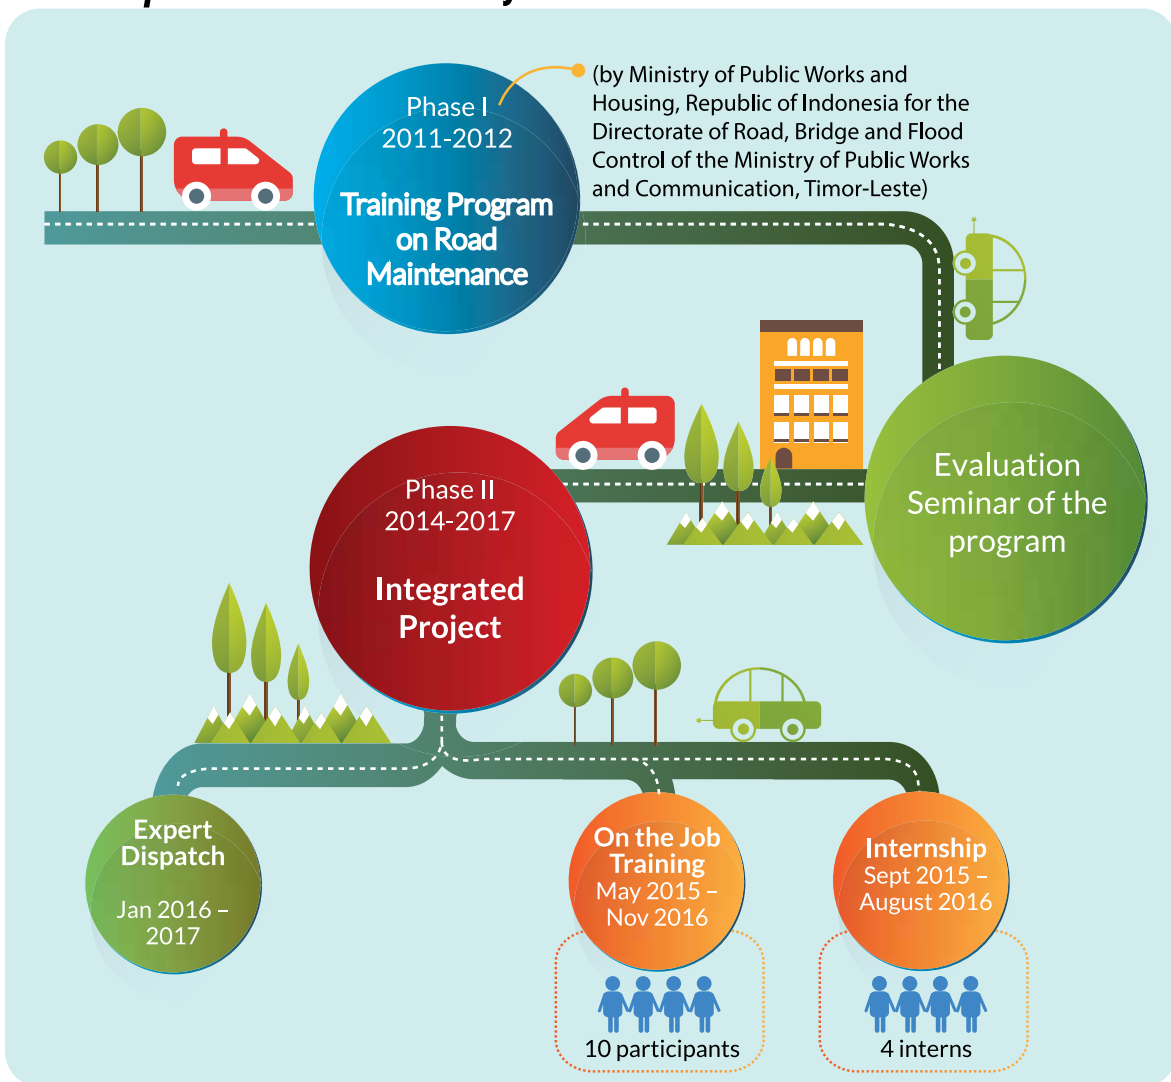 Phase I
2011-2012
Training Program
on Road
Maintenance
(by Ministry of Public Works and
Housing, Republic of Indonesia for the
Directorate of Road, Bridge and Flood
Control of the Ministry of Public Works
and Communication, Timor-Leste)
Evaluation
Seminar of the
program
Phase II
2014-2017
Integrated
Project
Expert
Dispatch
Jan 2016 –
2017
On the Job
Training
May 2015 –
Nov 2016
10 participants
Internship
Sept 2015 –
August 2016
4 interns